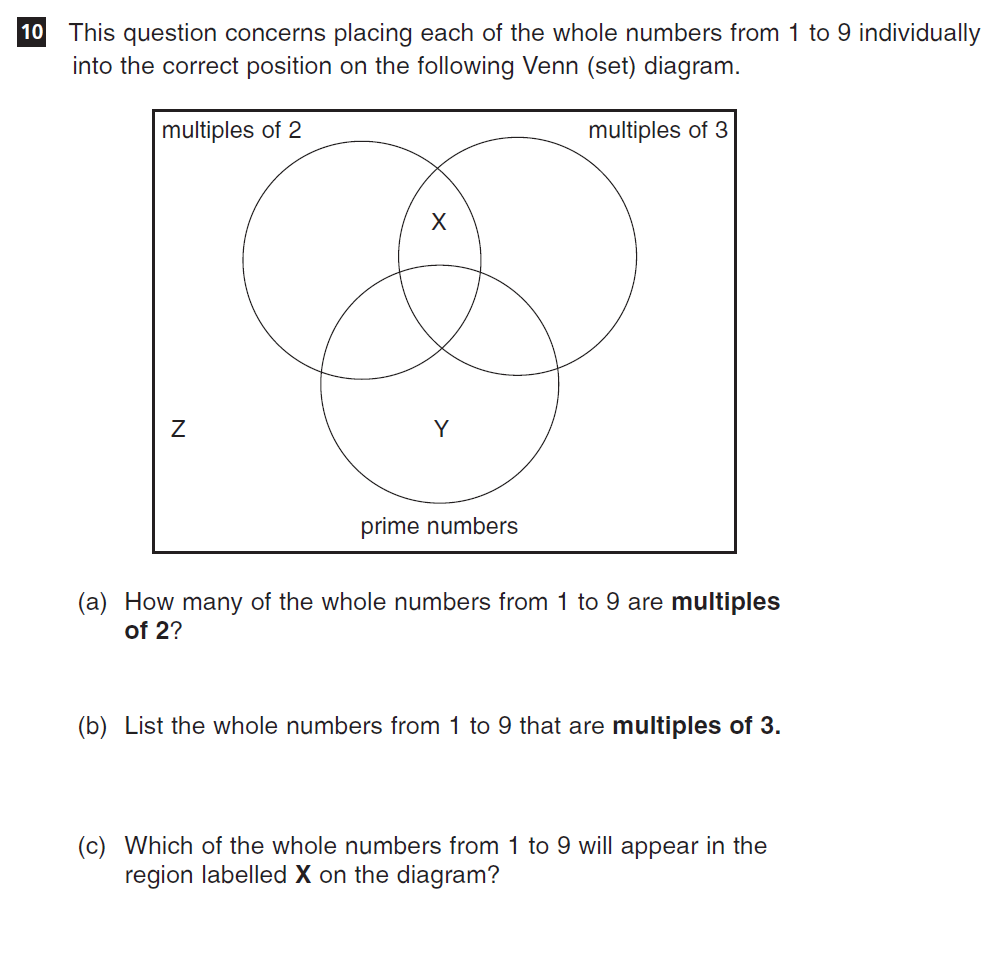 10 This question concerns placing each of the whole numbers from 1 to 9 individually
into the correct position on the following Venn (set) diagram.
multiples of 2
multiples of 3
X
Z
Y
prime numbers
(a) How many of the whole numbers from 1 to 9 are multiples
of 2?
(b) List the whole numbers from 1 to 9 that are multiples of 3.
(c) Which of the whole numbers from 1 to 9 will appear in the
region labelled X on the diagram?